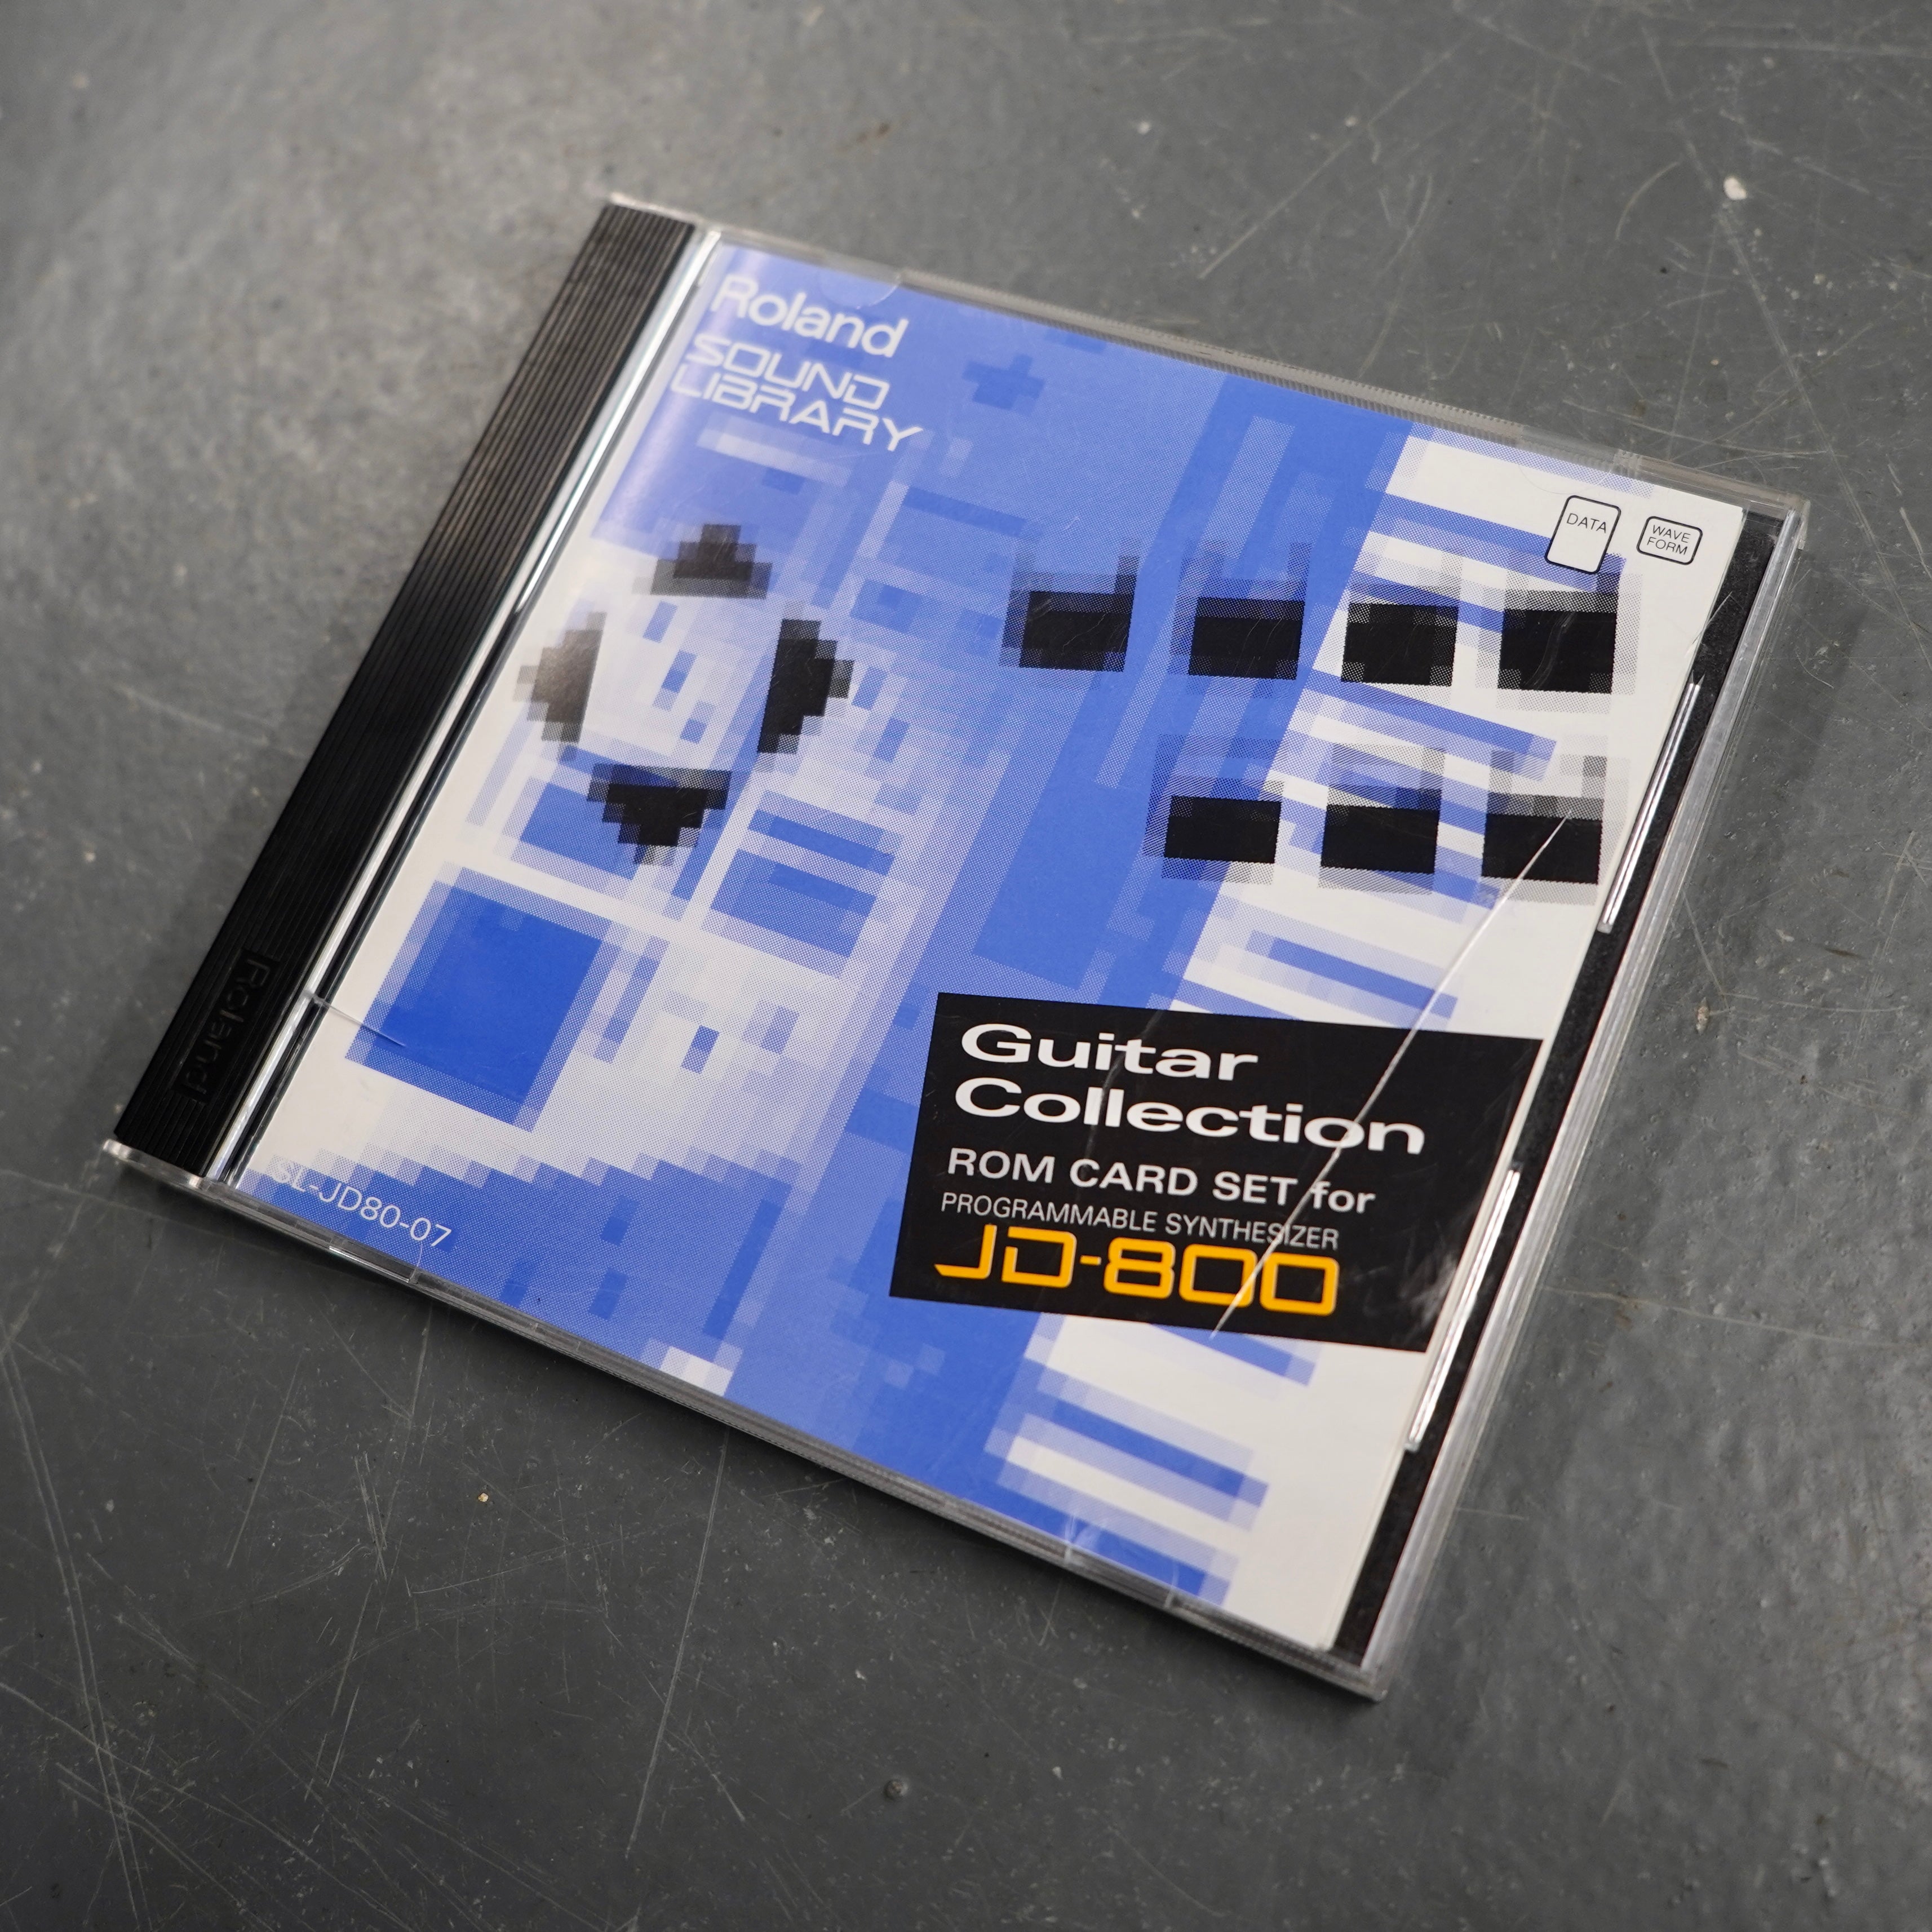 Roland
SOUND
LIBRARY
DATA
WAVE
FORM
Guitar
Collection
ROM CARD SET for
PROGRAMMABLE SYNTHESIZER
JD-800
SL-JD80-07
Roland